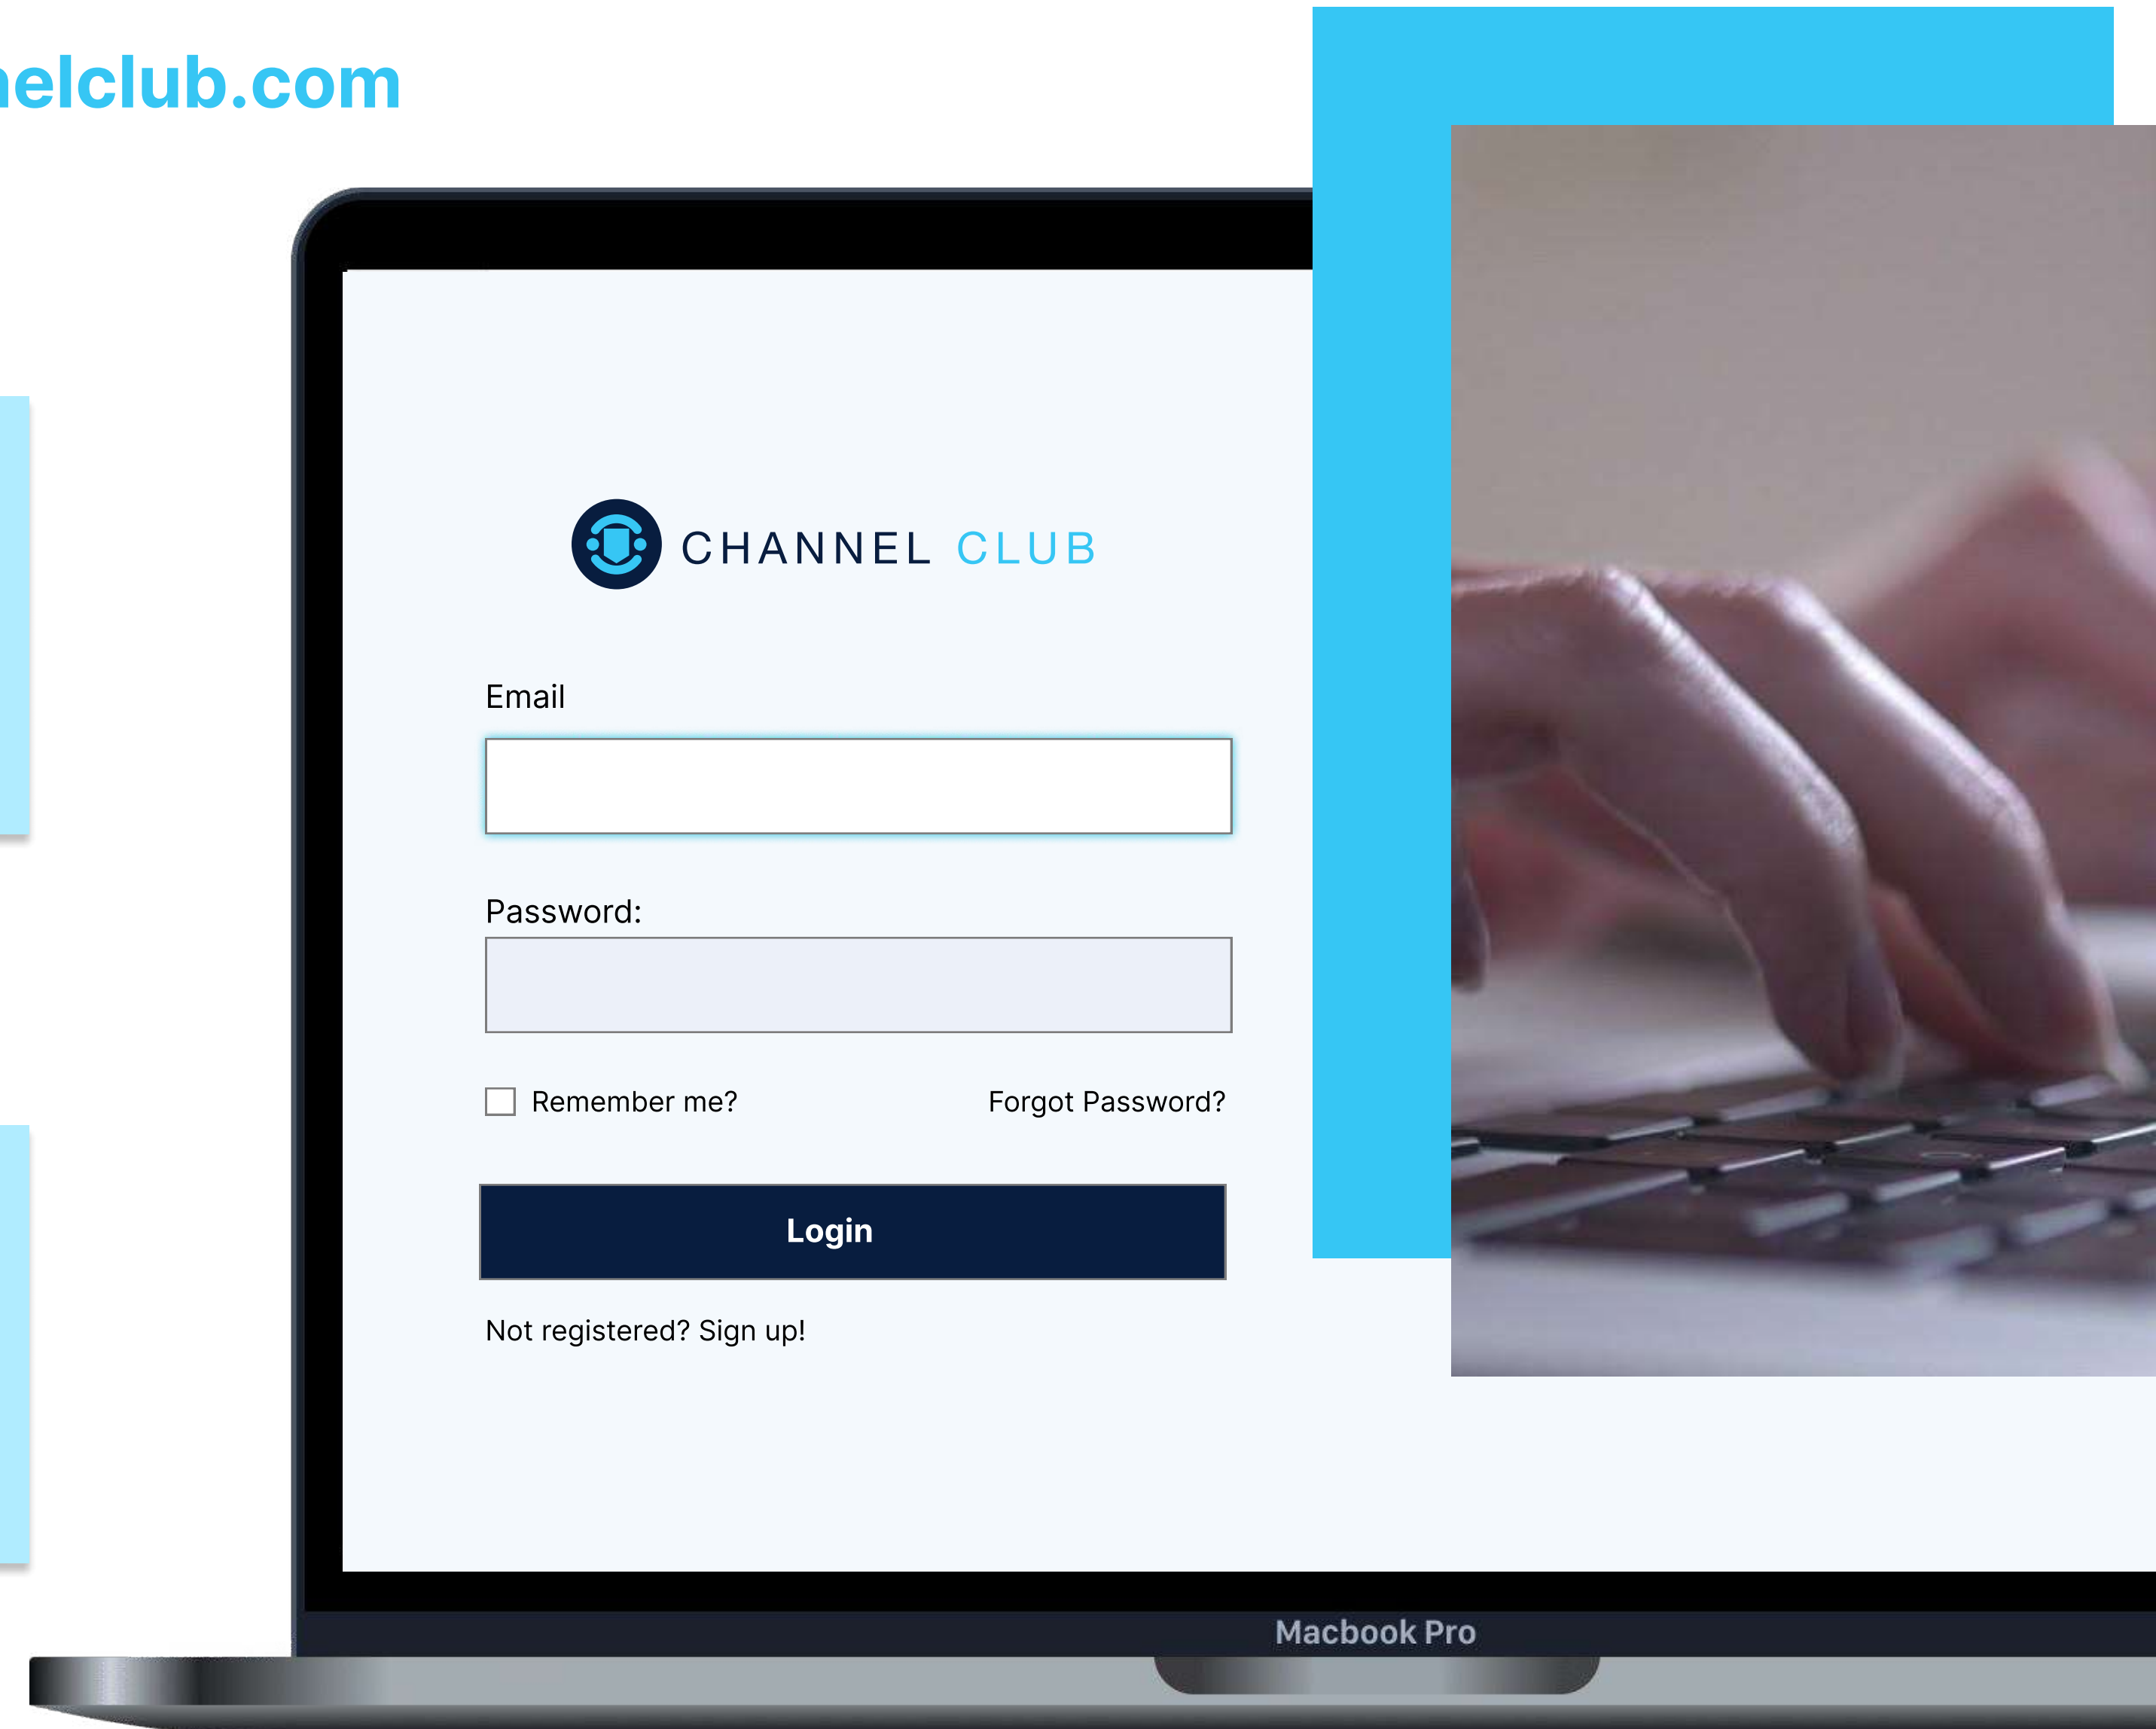 elclub.com
CHANNEL CLUB
Email
Password:
Remember me?
Forgot Password?
Login
Not registered? Sign up!
Macbook Pro